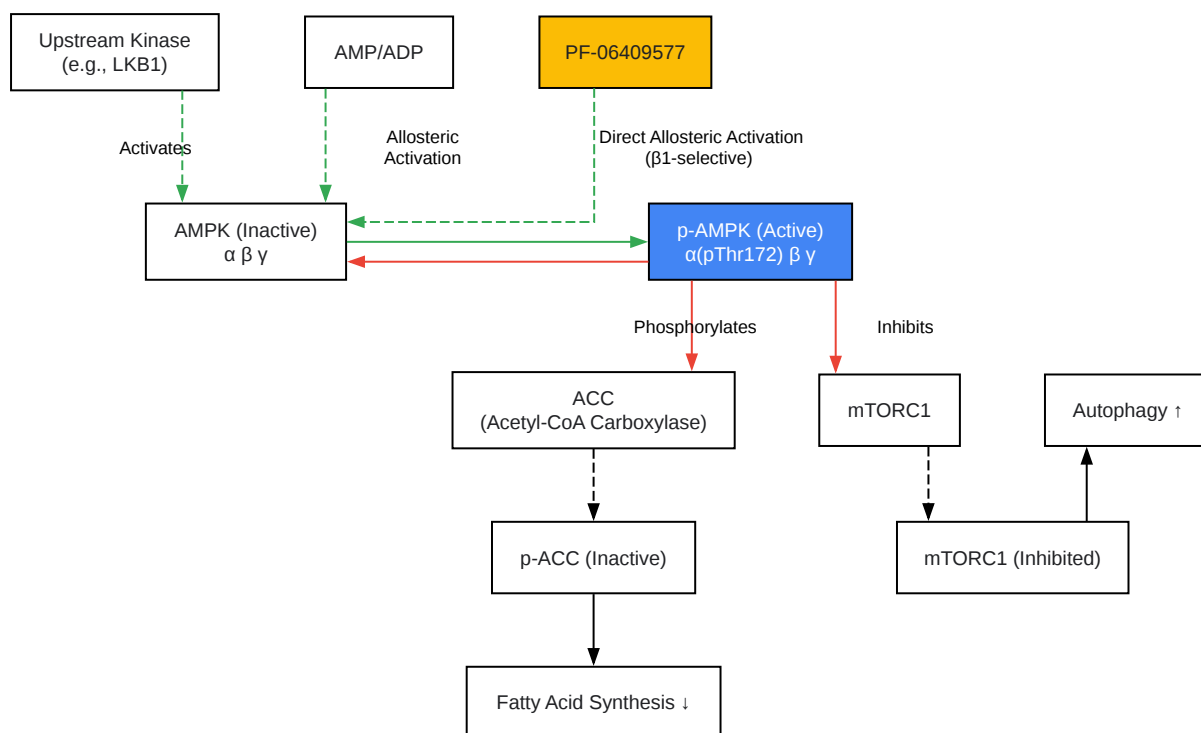 Upstream Kinase
(e.g., LKB1)
AMP/ADP
PF-06409577
Activates
Allosteric
Activation
Direct Allosteric Activation
(β1-selective)
AMPK (Inactive)
α β γ
p-AMPK (Active)
α(pThr172) β γ
Phosphorylates
Inhibits
ACC
(Acetyl-CoA Carboxylase)
mTORC1
Autophagy ↑
p-ACC (Inactive)
mTORC1 (Inhibited)
Fatty Acid Synthesis ↓